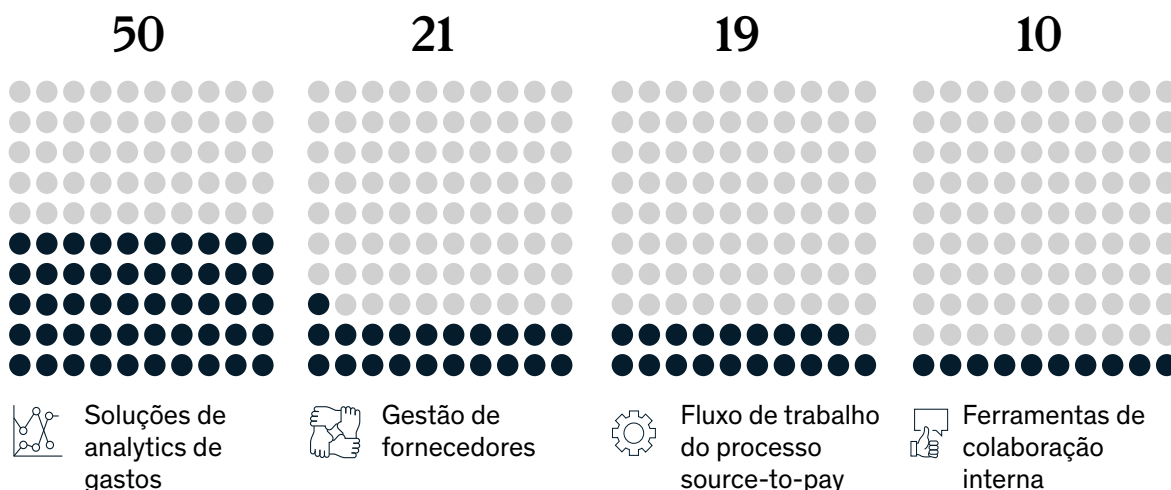 50
21
19
10
Soluções de
analytics de
gastos
Gestão de
fornecedores
Fluxo de trabalho
do processo
source-to-pay
Ferramentas de
colaboração
interna